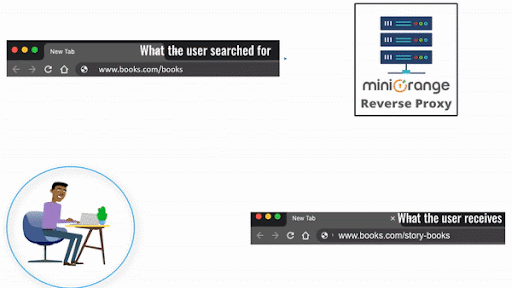 New Tab
What the user searched for
www.books.com/books
miniOrange
Reverse Proxy
New Tab
What the user receives
www.books.com/story-books